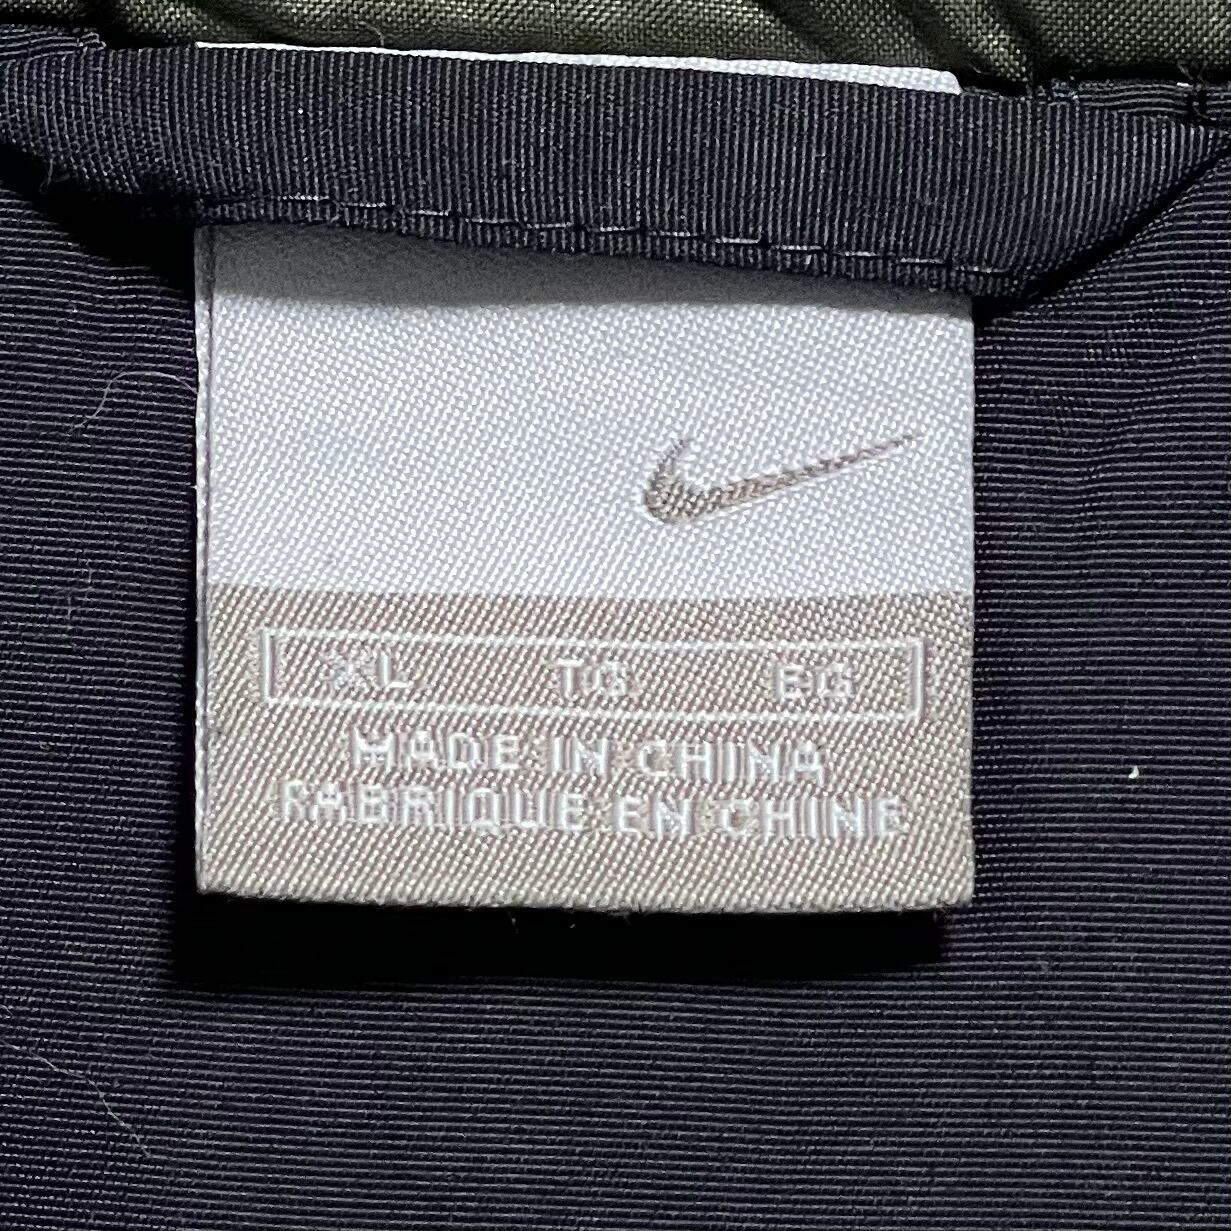 XL TG EG
MADE IN CHINA
FABRIQUE EN CHINE